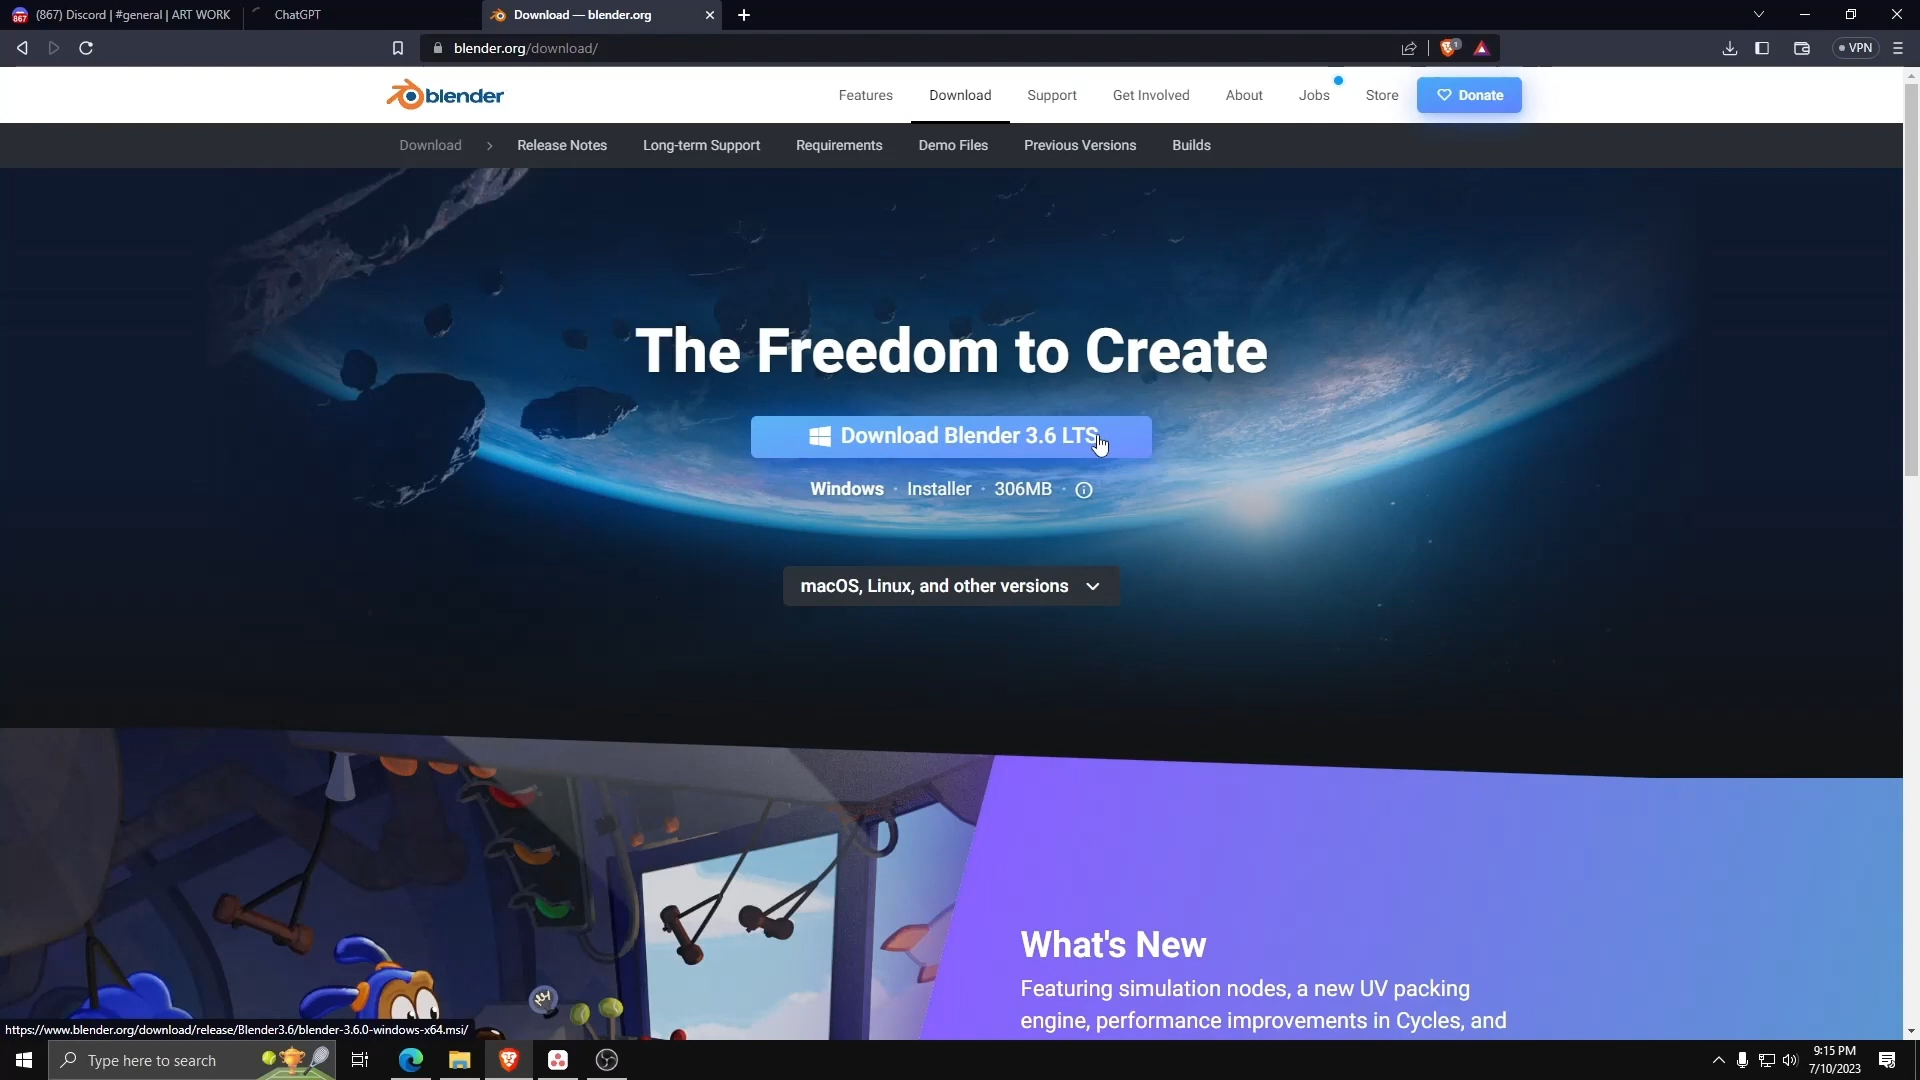 (867) Discord | #general | ART WORK
ChatGPT
Download — blender.org
blender.org/download/
VPN
blender
Features
Download
Support
Get Involved
About
Jobs
Store
Donate
Download
Release Notes
Long-term Support
Requirements
Demo Files
Previous Versions
Builds
The Freedom to Create
Download Blender 3.6 LTS
Windows · Installer · 306MB ·
macOS, Linux, and other versions
What's New
Featuring simulation nodes, a new UV packing
engine, performance improvements in Cycles, and
https://www.blender.org/download/release/Blender3.6/blender-3.6.0-windows-x64.msi/
Type here to search
9:15 PM
7/10/2023